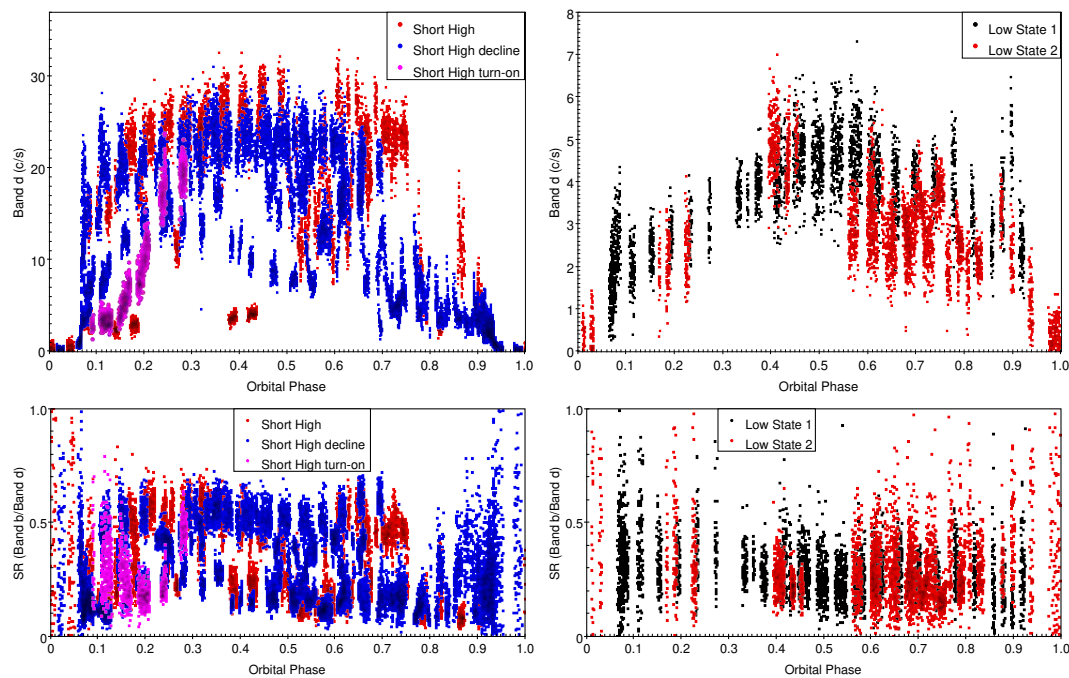 Short High
Short High decline
Short High turn-on
Band d (c/s)
30
20
10
0
0 0.1 0.2 0.3 0.4 0.5 0.6 0.7 0.8 0.9 1.0
Orbital Phase
Low State 1
Low State 2
Band d (c/s)
8
7
6
5
4
3
2
1
0
0 0.1 0.2 0.3 0.4 0.5 0.6 0.7 0.8 0.9 1.0
Orbital Phase
Short High
Short High decline
Short High turn-on
SR (Band b/Band d)
1.0
0.5
0
0 0.1 0.2 0.3 0.4 0.5 0.6 0.7 0.8 0.9 1.0
Orbital Phase
Low State 1
Low State 2
SR (Band b/Band d)
1.0
0.5
0
0 0.1 0.2 0.3 0.4 0.5 0.6 0.7 0.8 0.9 1.0
Orbital Phase